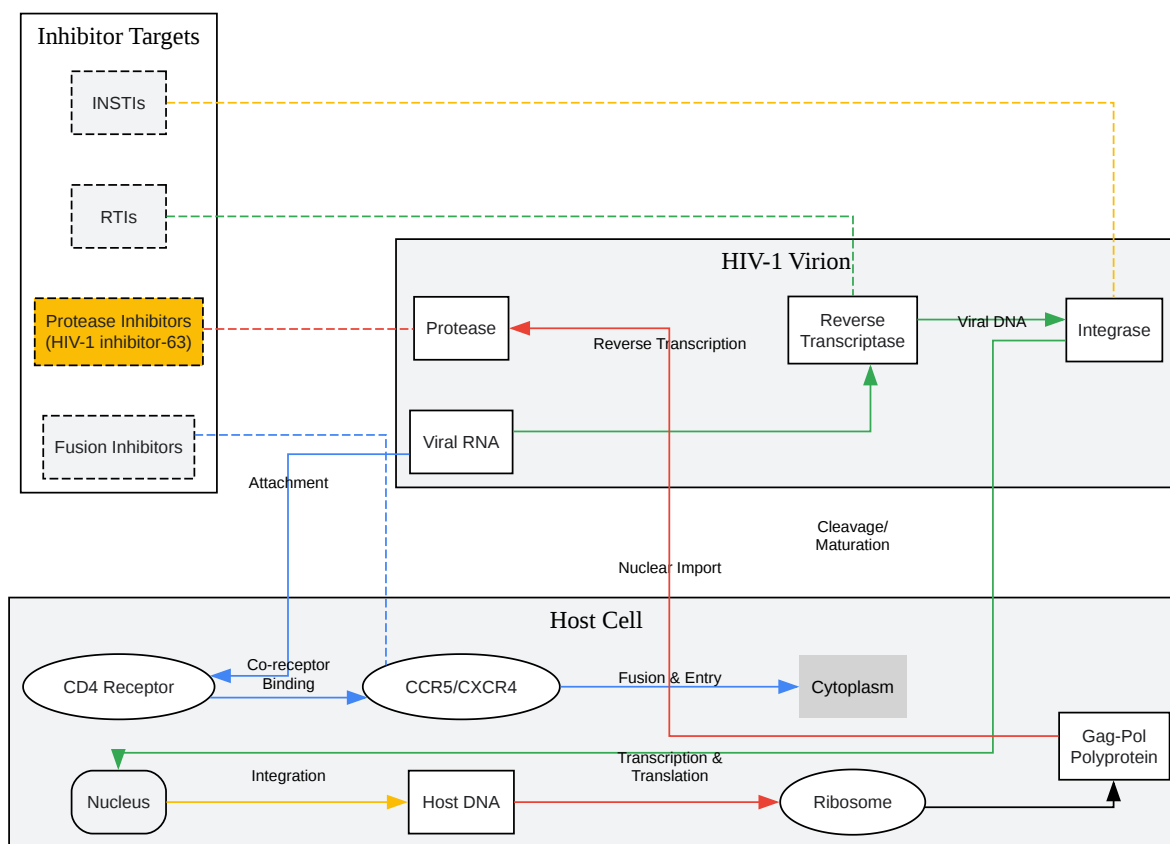 Inhibitor Targets
INSTIs
RTIs
Protease Inhibitors
(HIV-1 inhibitor-63)
Fusion Inhibitors
HIV-1 Virion
Protease
Reverse Transcription
Reverse
Transcriptase
Viral DNA
Integrase
Viral RNA
Attachment
Cleavage/
Maturation
Nuclear Import
Host Cell
CD4 Receptor
Co-receptor
Binding
CCR5/CXCR4
Fusion & Entry
Cytoplasm
Gag-Pol
Polyprotein
Nucleus
Integration
Host DNA
Transcription &
Translation
Ribosome